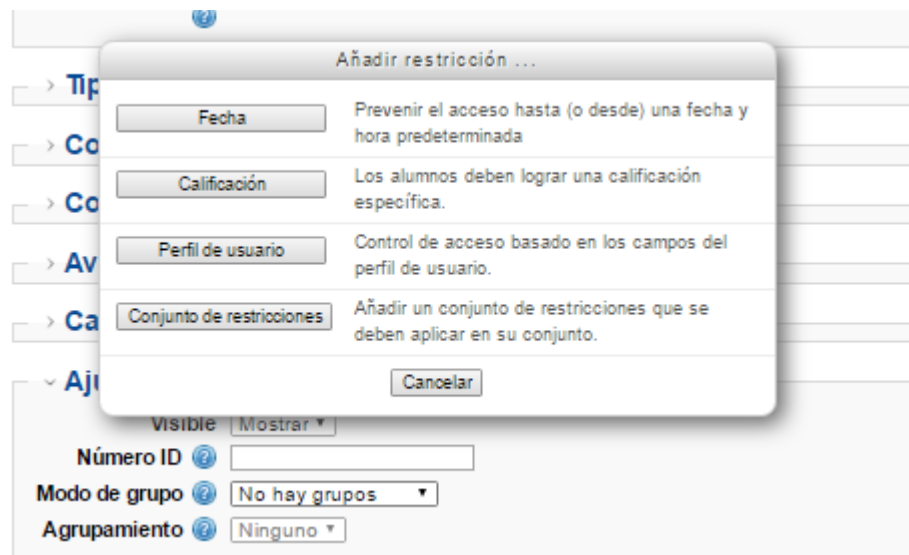 Añadir restricción ...
Tip
Fecha
Prevenir el acceso hasta (o desde) una fecha y
hora predeterminada
Co
Calificación
Los alumnos deben lograr una calificación
específica.
Co
Perfil de usuario
Control de acceso basado en los campos del
perfil de usuario.
Av
Conjunto de restricciones
Añadir un conjunto de restricciones que se
deben aplicar en su conjunto.
Ca
Cancelar
Aju
Visible Mostrar
Número ID
Modo de grupo No hay grupos
Agrupamiento Ninguno